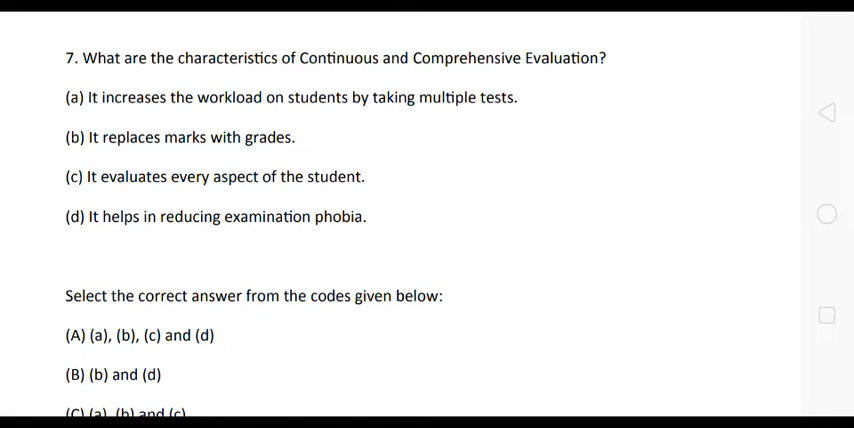 7. What are the characteristics of Continuous and Comprehensive Evaluation?
(a) It increases the workload on students by taking multiple tests.
(b) It replaces marks with grades.
(c) It evaluates every aspect of the student.
(d) It helps in reducing examination phobia.
Select the correct answer from the codes given below:
(A) (a), (b), (c) and (d)
(B) (b) and (d)
(C) (a), (b) and (c)